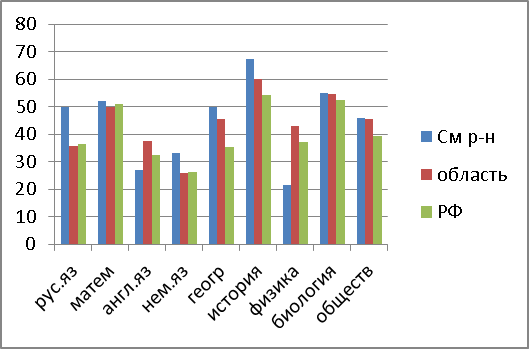 80
70
60
50
40
30
20
10
0
рус.яз
матем
англ.яз
нем.яз
геогр
история
физика
биология
обществ
См р-н
область
РФ